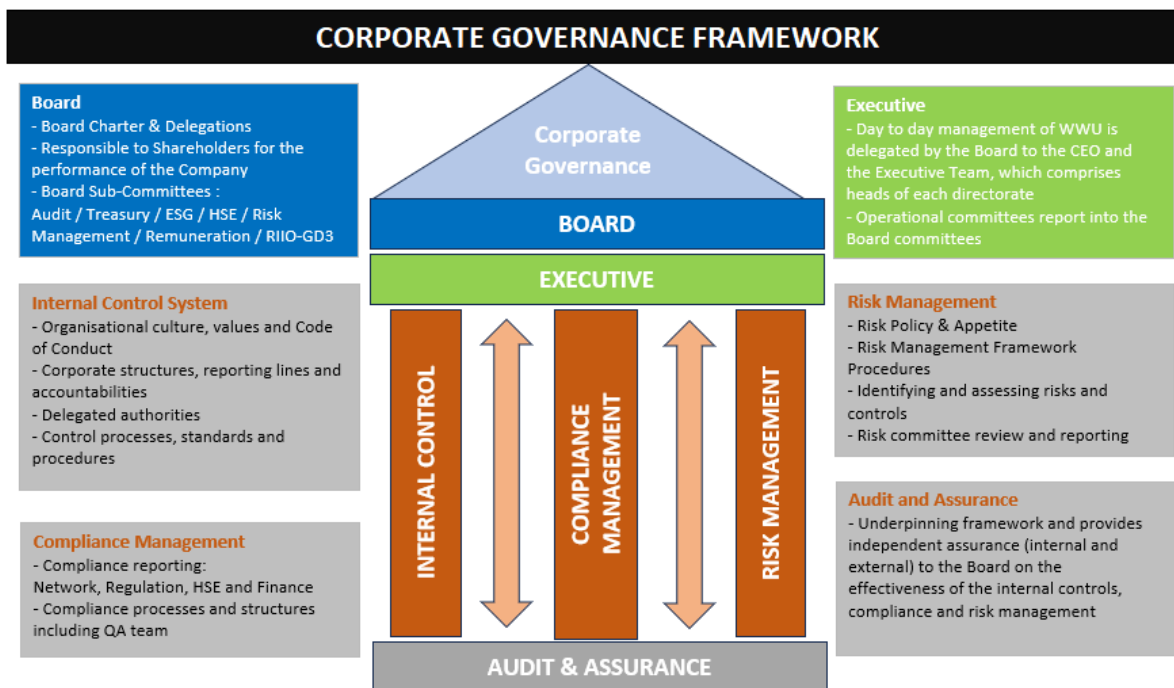 CORPORATE GOVERNANCE FRAMEWORK
Board
- Board Charter & Delegations
- Responsible to Shareholders for the
performance of the Company
- Board Sub-Committees :
Audit / Treasury / ESG / HSE / Risk
Management / Remuneration / RIIO-GD3
Internal Control System
- Organisational culture, values and Code
of Conduct
- Corporate structures, reporting lines and
accountabilities
- Delegated authorities
- Control processes, standards and
procedures
Compliance Management
- Compliance reporting:
Network, Regulation, HSE and Finance
- Compliance processes and structures
including QA team
Corporate
Governance
BOARD
EXECUTIVE
INTERNAL CONTROL
COMPLIANCE
MANAGEMENT
RISK MANAGEMENT
AUDIT & ASSURANCE
Executive
- Day to day management of WWU is
delegated by the Board to the CEO and
the Executive Team, which comprises
heads of each directorate
- Operational committees report into the
Board committees
Risk Management
- Risk Policy & Appetite
- Risk Management Framework
Procedures
- Identifying and assessing risks and
controls
- Risk committee review and reporting
Audit and Assurance
- Underpinning framework and provides
independent assurance (internal and
external) to the Board on the
effectiveness of the internal controls,
compliance and risk management